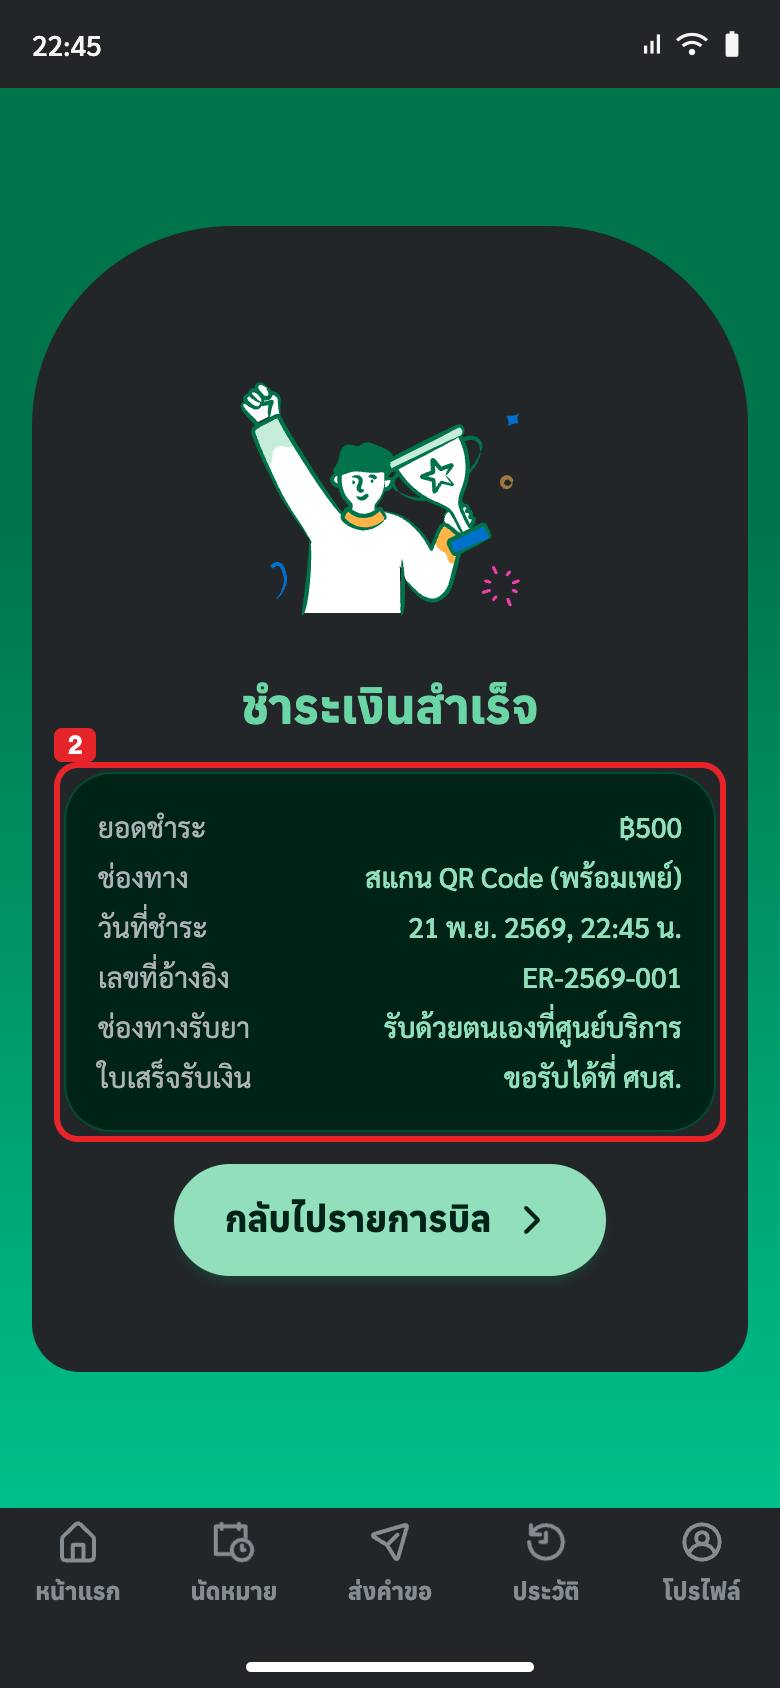 22:45
ชำระเงินสำเร็จ
2
ยอดชำระ ฿500
ช่องทาง สแกน QR Code (พร้อมเพย์)
วันที่ชำระ 21 พ.ย. 2569, 22:45 น.
เลขที่อ้างอิง ER-2569-001
ช่องทางรับยา รับด้วยตนเองที่ศูนย์บริการ
ใบเสร็จรับเงิน ขอรับได้ที่ ศบส.
กลับไปรายการบิล
หน้าแรก นัดหมาย ส่งคำขอ ประวัติ โปรไฟล์